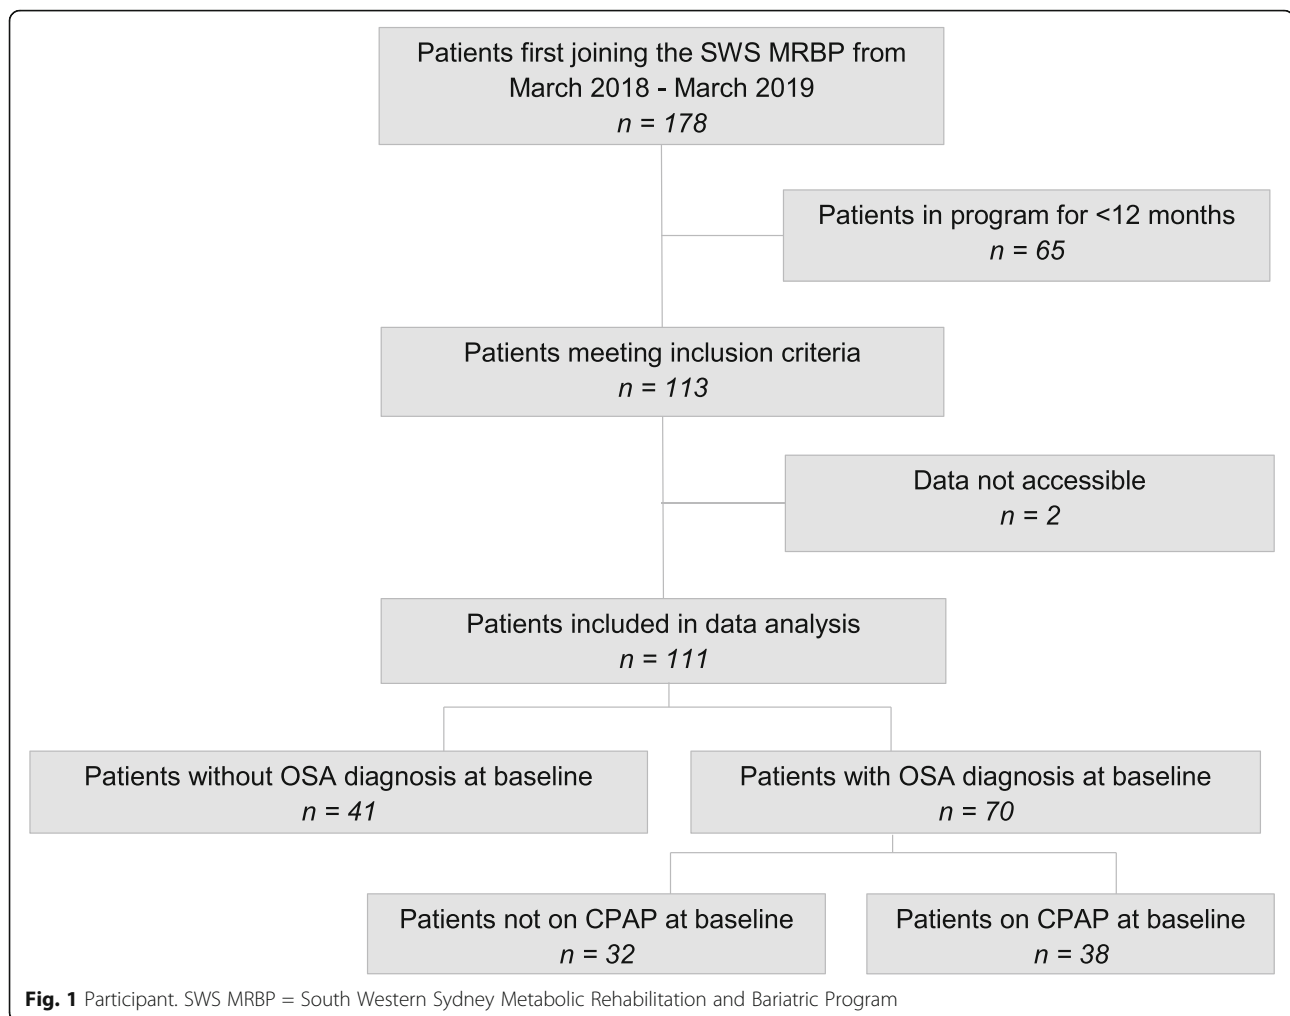 Patients first joining the SWS MRBP from
March 2018 - March 2019
n = 178
Patients in program for <12 months
n = 65
Patients meeting inclusion criteria
n = 113
Data not accessible
n = 2
Patients included in data analysis
n = 111
Patients without OSA diagnosis at baseline
n = 41
Patients with OSA diagnosis at baseline
n = 70
Patients not on CPAP at baseline
n = 32
Patients on CPAP at baseline
n = 38
Fig. 1 Participant. SWS MRBP = South Western Sydney Metabolic Rehabilitation and Bariatric Program